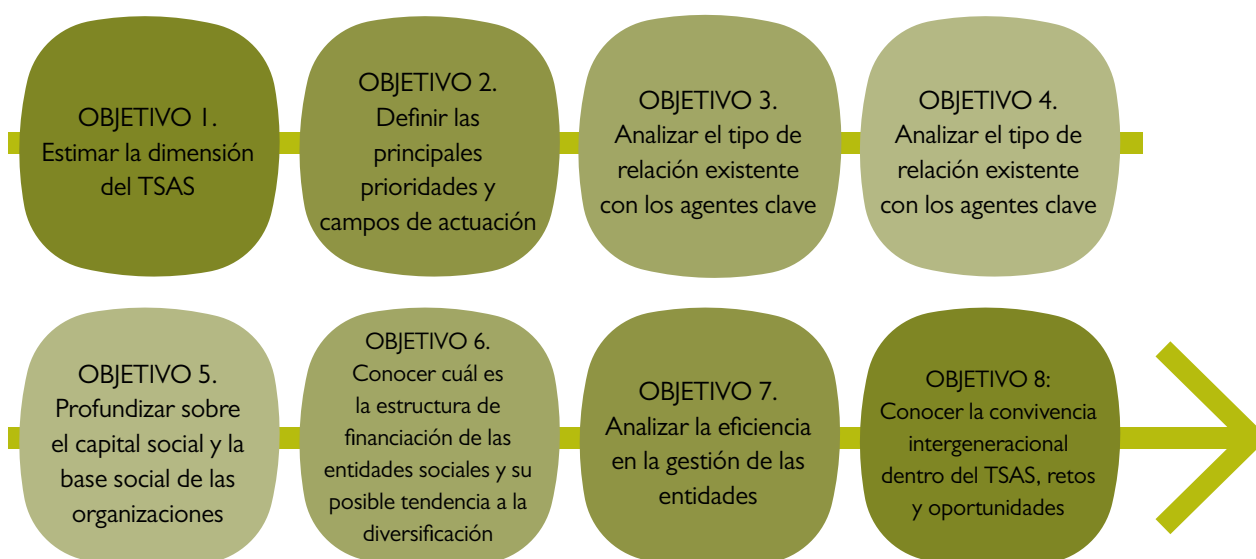 OBJETIVO 1.
Estimar la dimensión
del TSAS
OBJETIVO 2.
Definir las
principales
prioridades y
campos de actuación
OBJETIVO 3.
Analizar el tipo de
relación existente
con los agentes clave
OBJETIVO 4.
Analizar el tipo de
relación existente
con los agentes clave
OBJETIVO 5.
Profundizar sobre
el capital social y la
base social de las
organizaciones
OBJETIVO 6.
Conocer cuál es
la estructura de
financiación de las
entidades sociales y su
posible tendencia a la
diversificación
OBJETIVO 7.
Analizar la eficiencia
en la gestión de las
entidades
OBJETIVO 8:
Conocer la convivencia
intergeneracional
dentro del TSAS, retos
y oportunidades